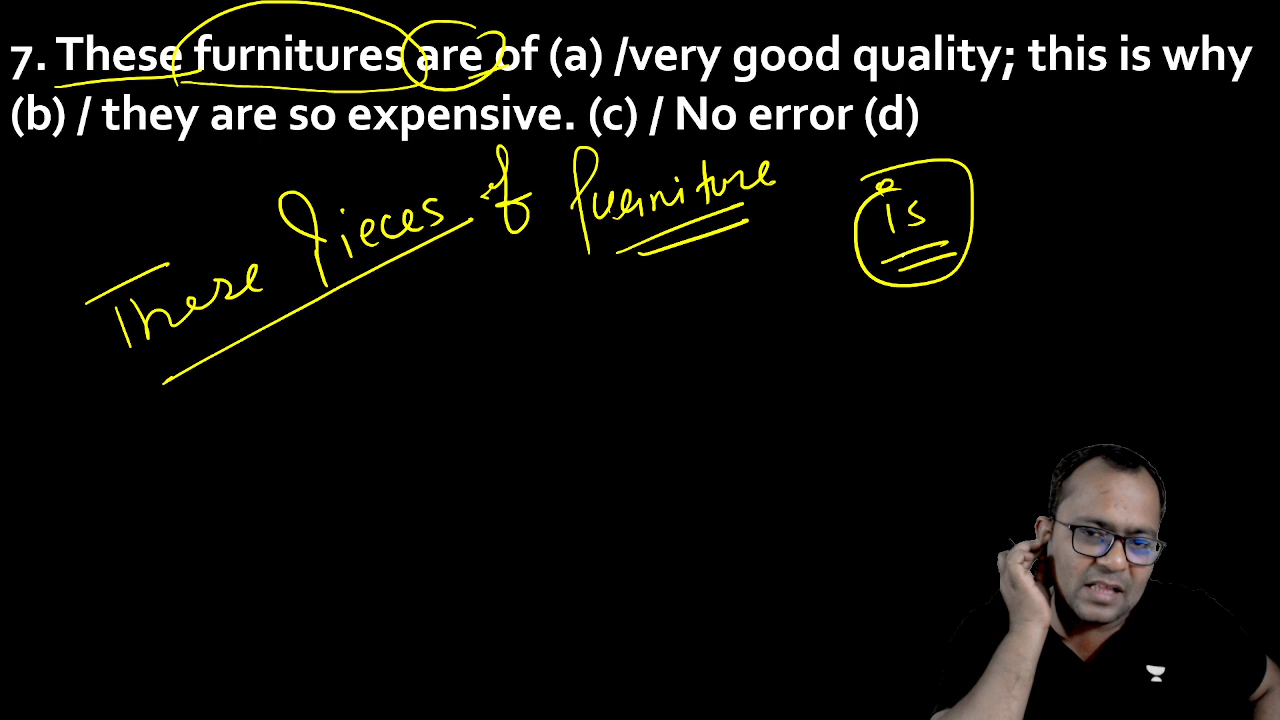 7. These furnitures are of (a) /very good quality; this is why
(b) / they are so expensive. (c) / No error (d)
These pieces of furniture
is